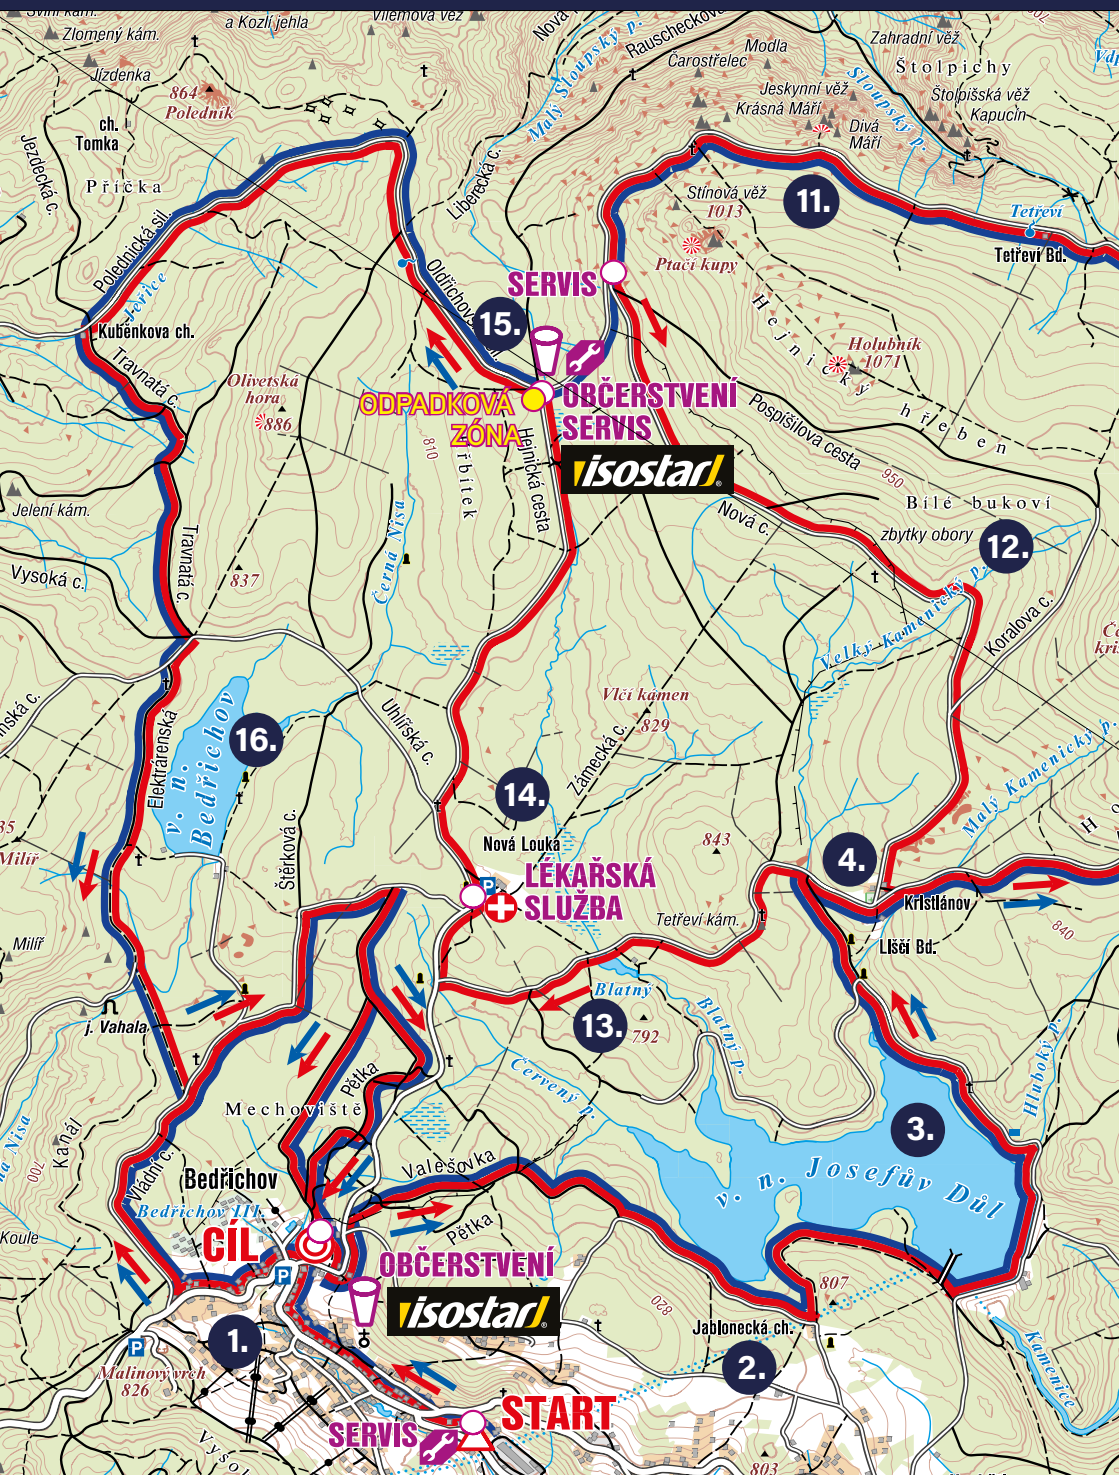 Zlomený kám.
a Kozlí jehla
Vilémova věž
Jizdenka
864
Poledník
ch.
Tomka
Jezdecká c.
Příčka
Polednická sil.
Jeřice
Kubénkova ch.
Travnatá c.
Olivetská
hora
886
Malý Sloupský p.
Liberecká c.
Modla
Čarostřelec
Jeskynní věž
Krásná Máří
Divá
Máří
Zahradní věž
Štolpichy
Štolpišská věž
Kapucín
Sloupský p.
Stínová věž
1013
Ptačí kupy
11.
Tetřeví
Tetřeví Bd.
SERVIS
15.
OBČERSTVENÍ
SERVIS
isostar
ODPADKOVÁ
ZÓNA
Hejnický hřeben
Holubník
1071
Pospíšilova cesta
950
Bílé bukoví
zbytky obory
12.
Nová c.
Hejnická cesta
810
Černá Nisa
Jelení kám.
Vysoká c.
Travnatá c.
837
Velký Kamenický p.
Koralova c.
Vlčí kámen
829
Zámecká c.
Uhlířská c.
16.
v. n.
Bedřichov
Elektrárenská
Štěrková c.
14.
Nová Louka
LÉKAŘSKÁ
SLUŽBA
P
843
4.
Malý Kamenický p.
Kristiánov
840
Liščí Bd.
Tetřeví kám.
Milíř
Milíř
j. Vahala
Blatný
13.
792
Blatný p.
Červený p.
Hluboký p.
Pětka
Mechoviště
Kanál
700
Vládní c.
Bedřichov
Bedřichov III.
CÍL
Valešovka
Pětka
3.
v. n. Josefův Důl
OBČERSTVENÍ
isostar
P
P
1.
Malinový vrch
826
Koule
820
807
Jablonecká ch.
2.
Kamenice
START
SERVIS
803